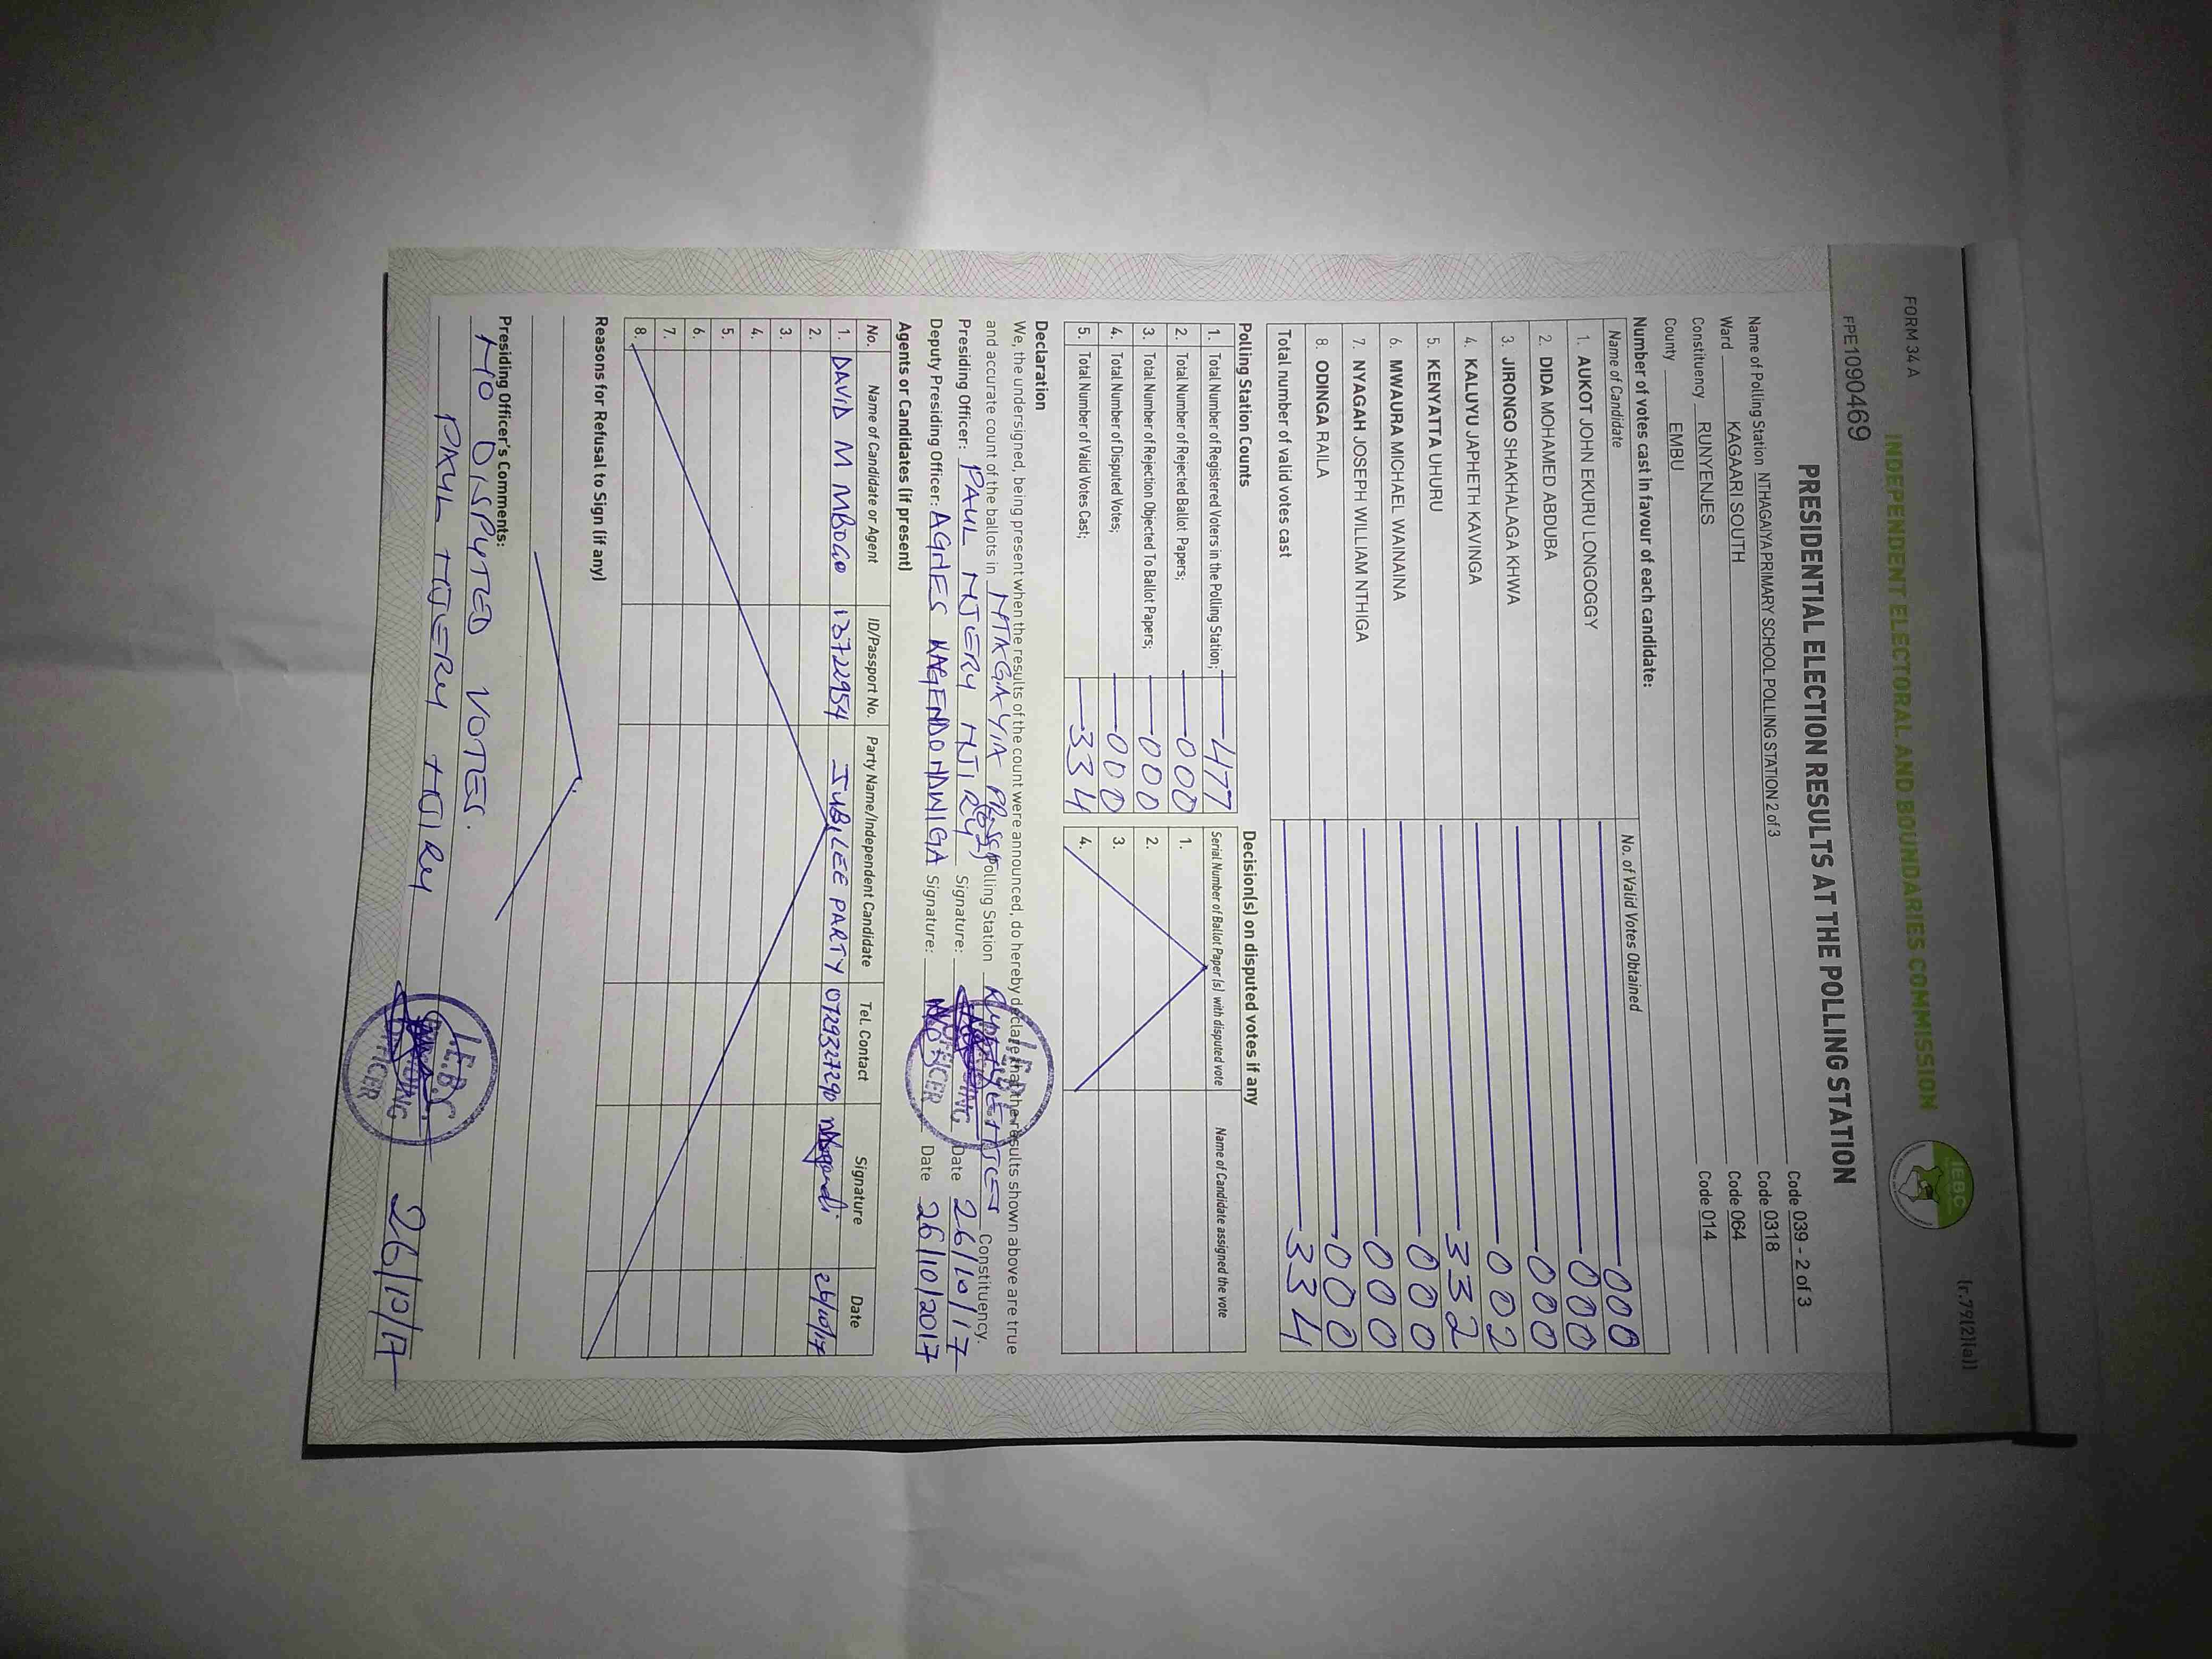 FORM 34 A
(r.79(2)(a))
INDEPENDENT ELECTORAL AND BOUNDARIES COMMISSION
IEBC
FPE1090469
PRESIDENTIAL ELECTION RESULTS AT THE POLLING STATION
Name of Polling Station NTHAGAIYA PRIMARY SCHOOL POLLING STATION 2 of 3 Code 039 - 2 of 3
Ward KAGAARI SOUTH Code 0318
Constituency RUNYENJES Code 064
County EMBU Code 014
Number of votes cast in favour of each candidate:
Name of Candidate No. of Valid Votes Obtained
1. AUKOT JOHN EKURU LONGOGGY 000
2. DIDA MOHAMED ABDUBA 000
3. JIRONGO SHAKHALAGA KHWA 000
4. KALUYU JAPHETH KAVINGA 002
5. KENYATTA UHURU 332
6. MWAURA MICHAEL WAINAINA 000
7. NYAGAH JOSEPH WILLIAM NTHIGA 000
8. ODINGA RAILA 000
Total number of valid votes cast 334
Polling Station Counts
1. Total Number of Registered Voters in the Polling Station; 477
2. Total Number of Rejected Ballot Papers; 000
3. Total Number of Rejection Objected To Ballot Papers; 000
4. Total Number of Disputed Votes; 000
5. Total Number of Valid Votes Cast; 334
Decision(s) on disputed votes if any
Serial Number of Ballot Paper(s) with disputed vote Name of Candidate assigned the vote
1.
2.
3.
4.
Declaration
We, the undersigned, being present when the results of the count were announced, do hereby declare that the results shown above are true
and accurate count of the ballots in NTAGAYIA Polling Station RUNYENJES Constituency.
Presiding Officer: PAUL NJERU NJIRU Signature: Date 26/10/17
Deputy Presiding Officer: AGNES KAGENDO NDWIGA Signature: Date 26/10/2017
I.E.B.C
PRESIDING OFFICER
Agents or Candidates (if present)
No. Name of Candidate or Agent ID/Passport No. Party Name/Independent Candidate Tel. Contact Signature Date
1. DAVID M MBOGO 13722954 JUBILEE PARTY 0729327290 26/10/17
2.
3.
4.
5.
6.
7.
8.
Reasons for Refusal to Sign (if any)
Presiding Officer's Comments:
NO DISPUTED VOTES.
PAUL NJERU NJIRU 26/10/17
I.E.B.C
PRESIDING OFFICER